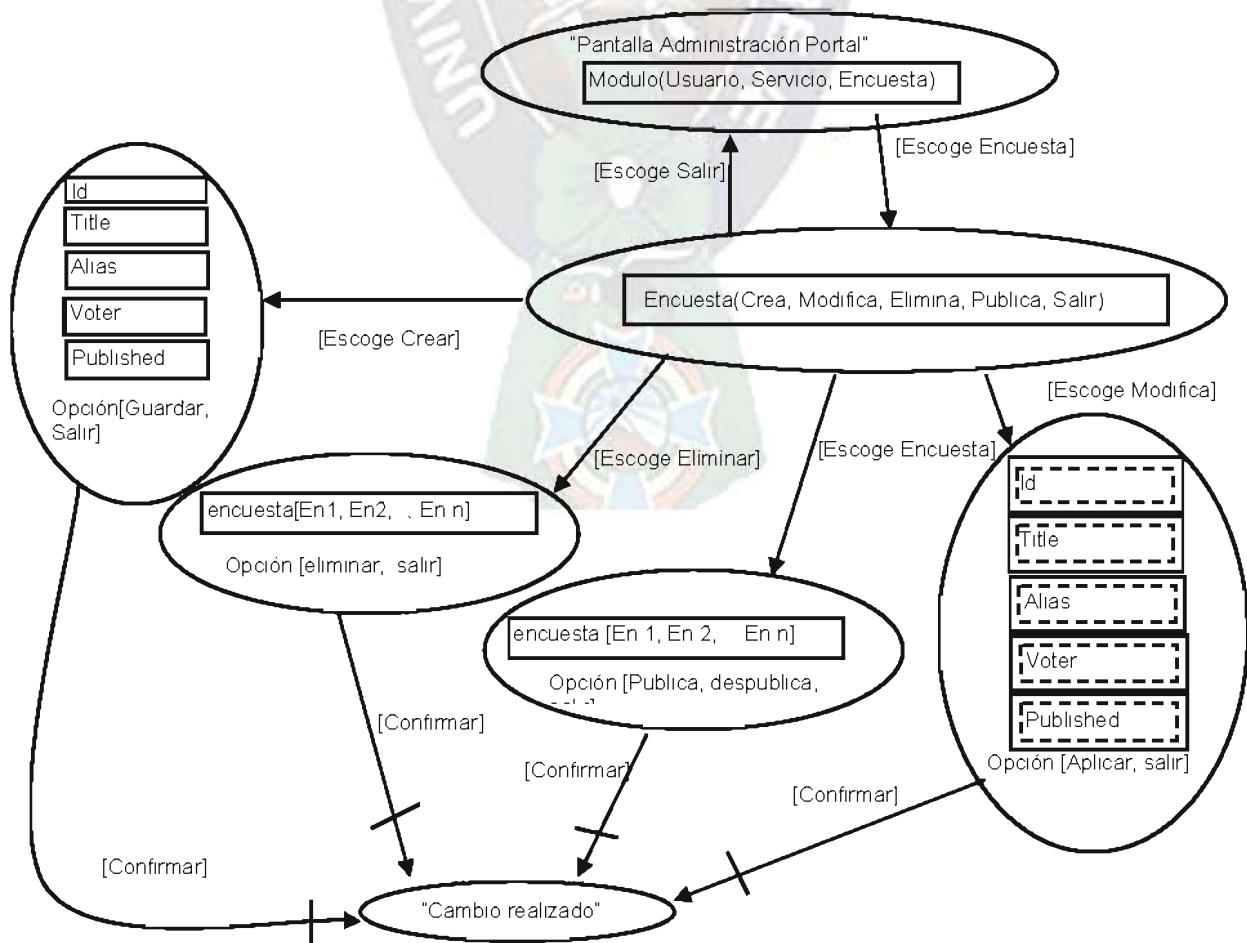 "Pantalla Administración Portal"
Modulo(Usuario, Servicio, Encuesta)
[Escoge Salir]
[Escoge Encuesta]
Encuesta(Crea, Modifica, Elimina, Publica, Salir)
Id
Title
Alias
Voter
Published
Opción[Guardar,
Salir]
[Escoge Crear]
[Escoge Eliminar]
[Escoge Encuesta]
[Escoge Modifica]
encuesta[En1, En2, , En n]
Opción [eliminar, salir]
encuesta [En 1, En 2, En n]
Opción [Publica, despublica,
Id
Title
Alias
Voter
Published
Opción [Aplicar, salir]
[Confirmar]
[Confirmar]
[Confirmar]
[Confirmar]
"Cambio realizado"